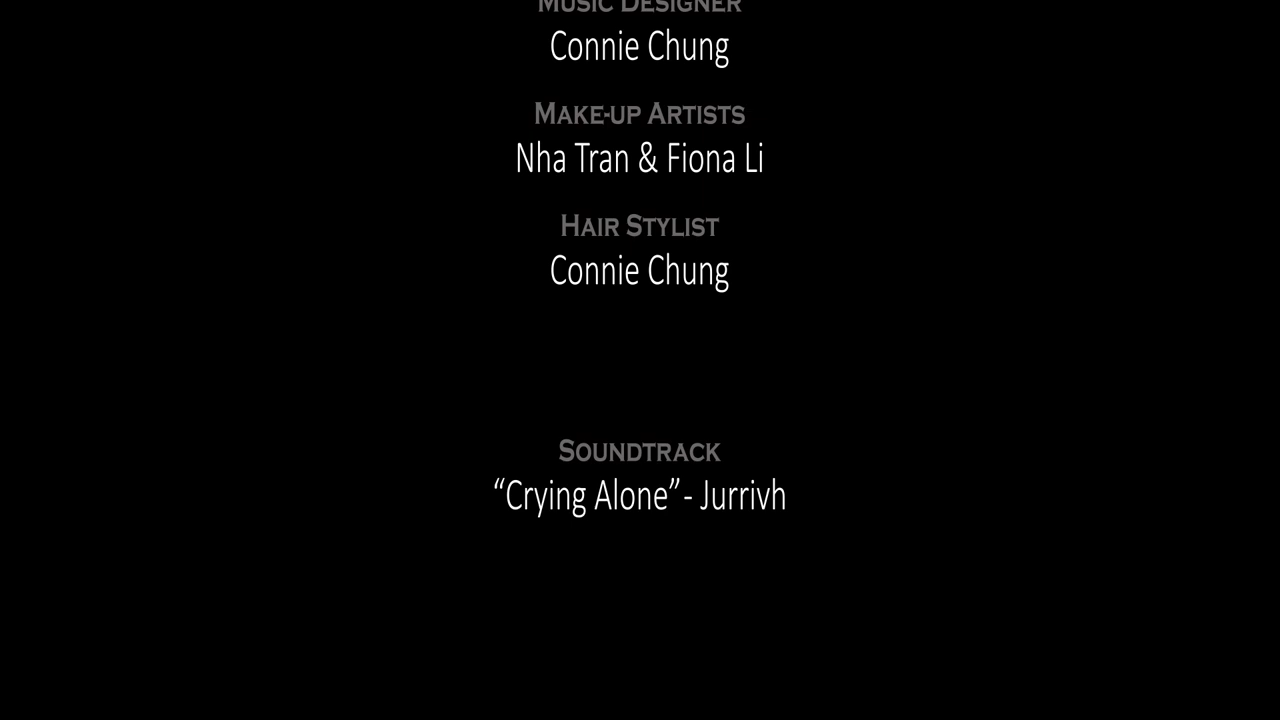 MUSIC DESIGNER
Connie Chung
MAKE-UP ARTISTS
Nha Tran & Fiona Li
HAIR STYLIST
Connie Chung
SOUNDTRACK
“Crying Alone” - Jurrivh